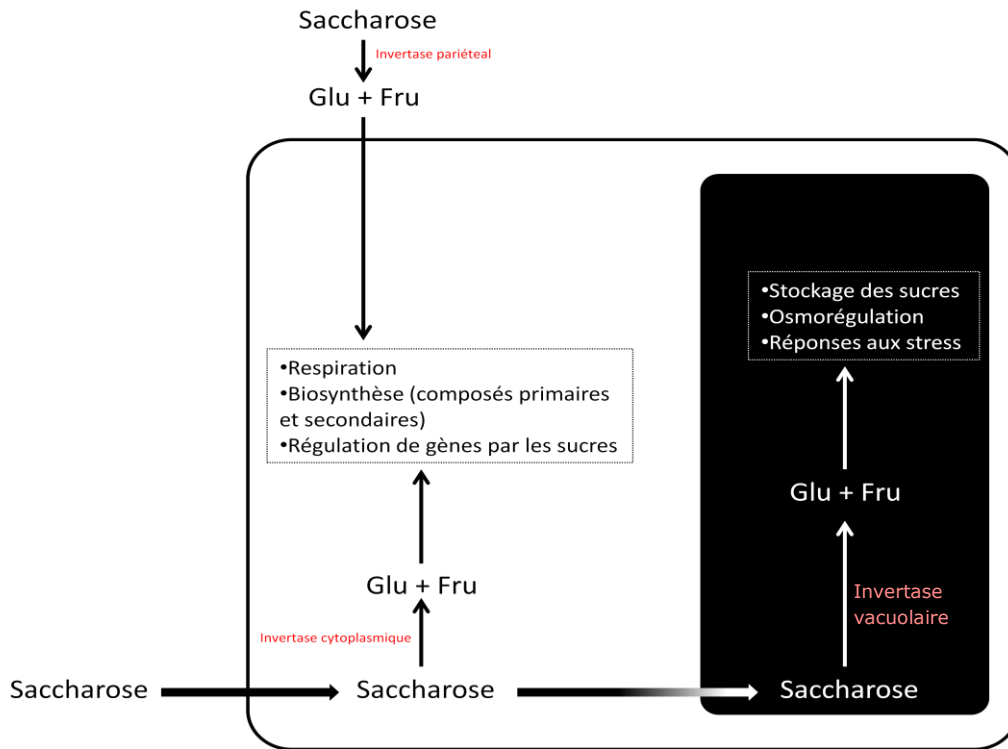 Saccharose
Invertase pariéteal
Glu + Fru
•Respiration
•Biosynthèse (composés primaires
et secondaires)
•Régulation de gènes par les sucres
Glu + Fru
Invertase cytoplasmique
Saccharose
Saccharose
•Stockage des sucres
•Osmorégulation
•Réponses aux stress
Glu + Fru
Invertase
vacuolaire
Saccharose